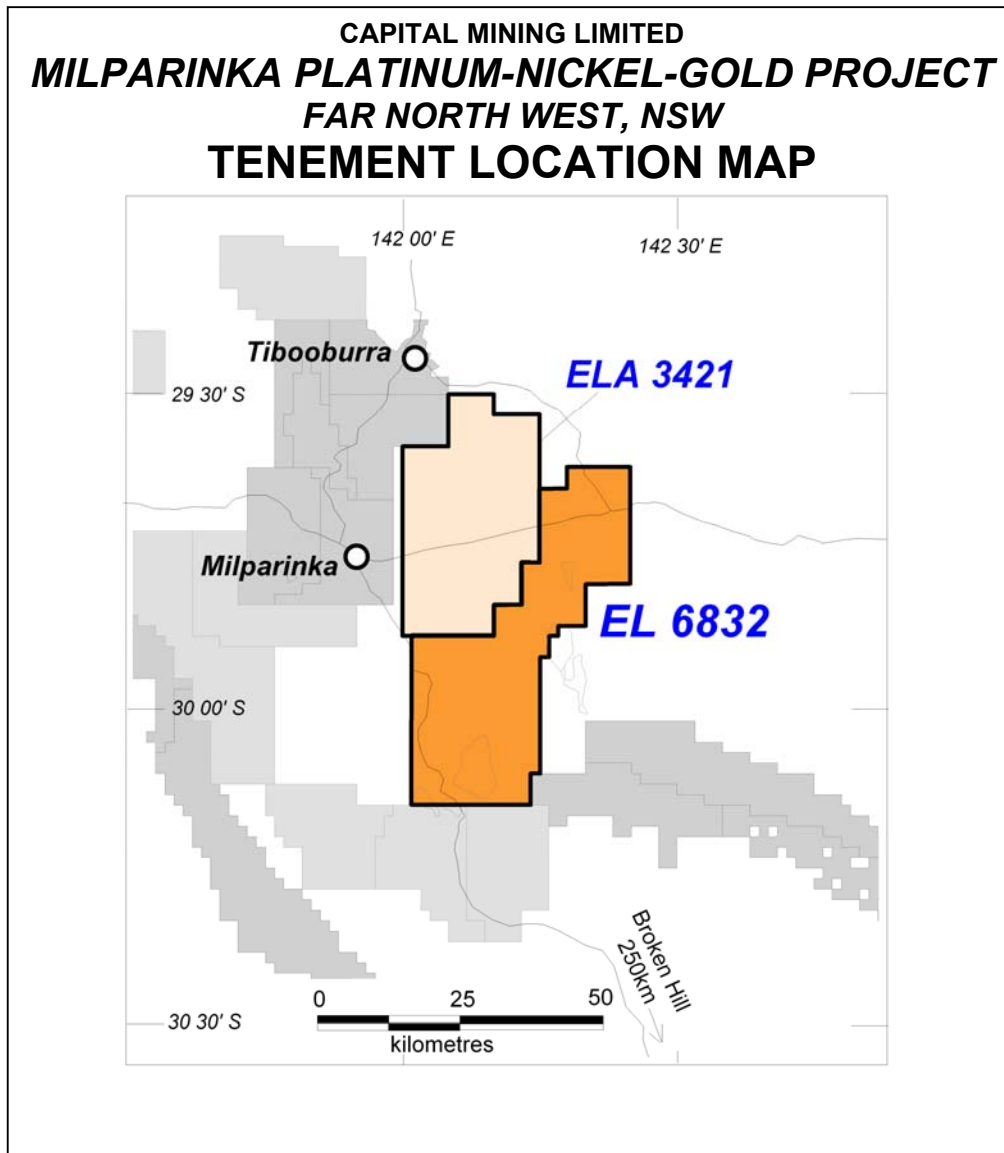 CAPITAL MINING LIMITED
MILPARINKA PLATINUM-NICKEL-GOLD PROJECT
FAR NORTH WEST, NSW
TENEMENT LOCATION MAP
142 00' E
142 30' E
Tibooburra
ELA 3421
29 30' S
Milparinka
EL 6832
30 00' S
Broken Hill
250km
0 25 50
30 30' S
kilometres